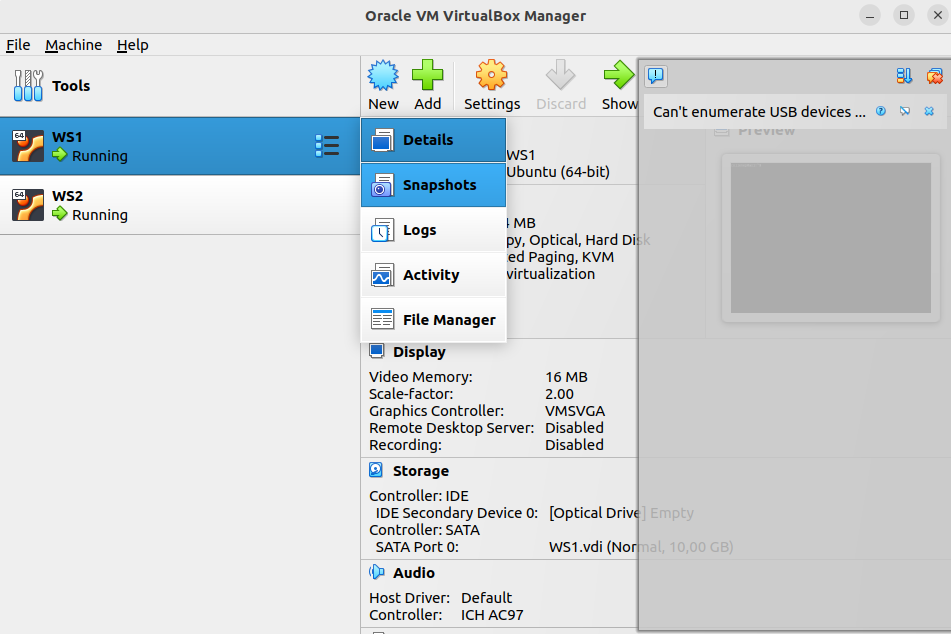 Oracle VM VirtualBox Manager
File Machine Help
Tools
New Add Settings Discard Show
Can't enumerate USB devices ...
64
WS1
Running
64
WS2
Running
Details
Snapshots
Logs
Activity
File Manager
WS1
Ubuntu (64-bit)
Preview
MB
Optical, Hard Disk
Paging, KVM
virtualization
Display
Video Memory: 16 MB
Scale-factor: 2.00
Graphics Controller: VMSVGA
Remote Desktop Server: Disabled
Recording: Disabled
Storage
Controller: IDE
IDE Secondary Device 0: [Optical Drive] Empty
Controller: SATA
SATA Port 0: WS1.vdi (Normal, 10,00 GB)
Audio
Host Driver: Default
Controller: ICH AC97